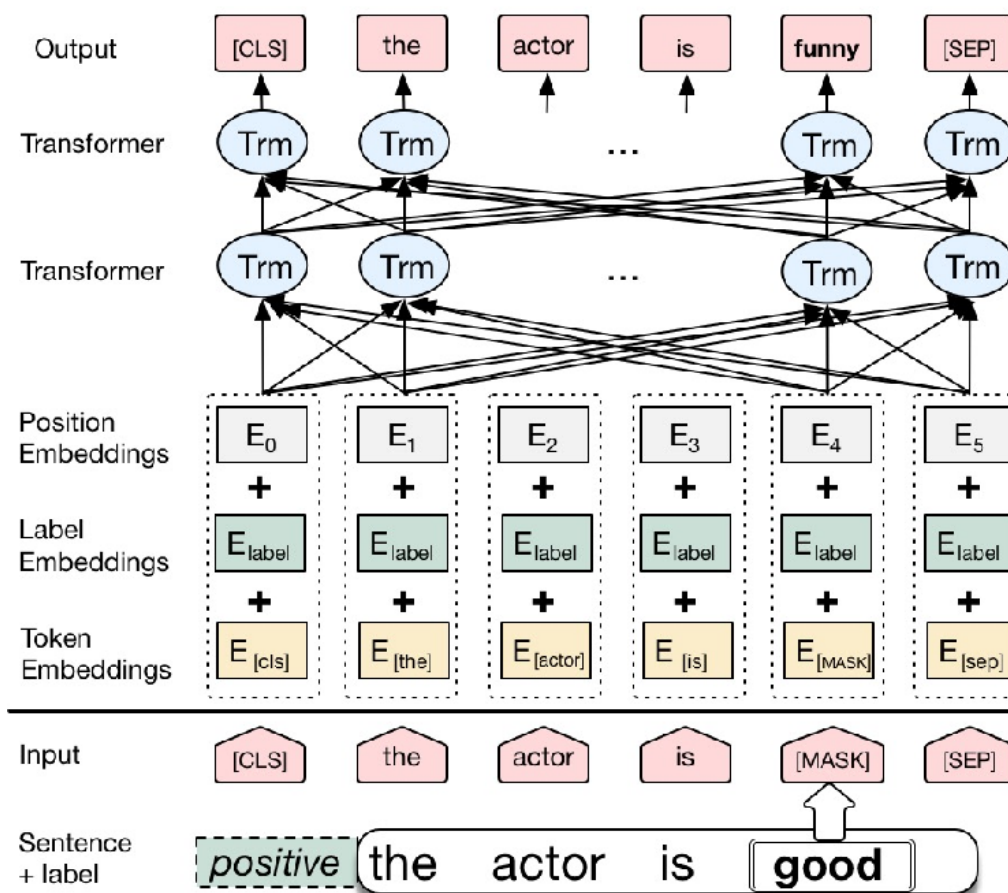 Output [CLS] the actor is funny [SEP]
Transformer Trm Trm ... Trm Trm
Transformer Trm Trm ... Trm Trm
Position
Embeddings
E0 E1 E2 E3 E4 E5
+ + + + + +
Label
Embeddings
Elabel Elabel Elabel Elabel Elabel Elabel
+ + + + + +
Token
Embeddings
E[cls] E[the] E[actor] E[is] E[MASK] E[sep]
Input [CLS] the actor is [MASK] [SEP]
Sentence
+ label
positive the actor is good